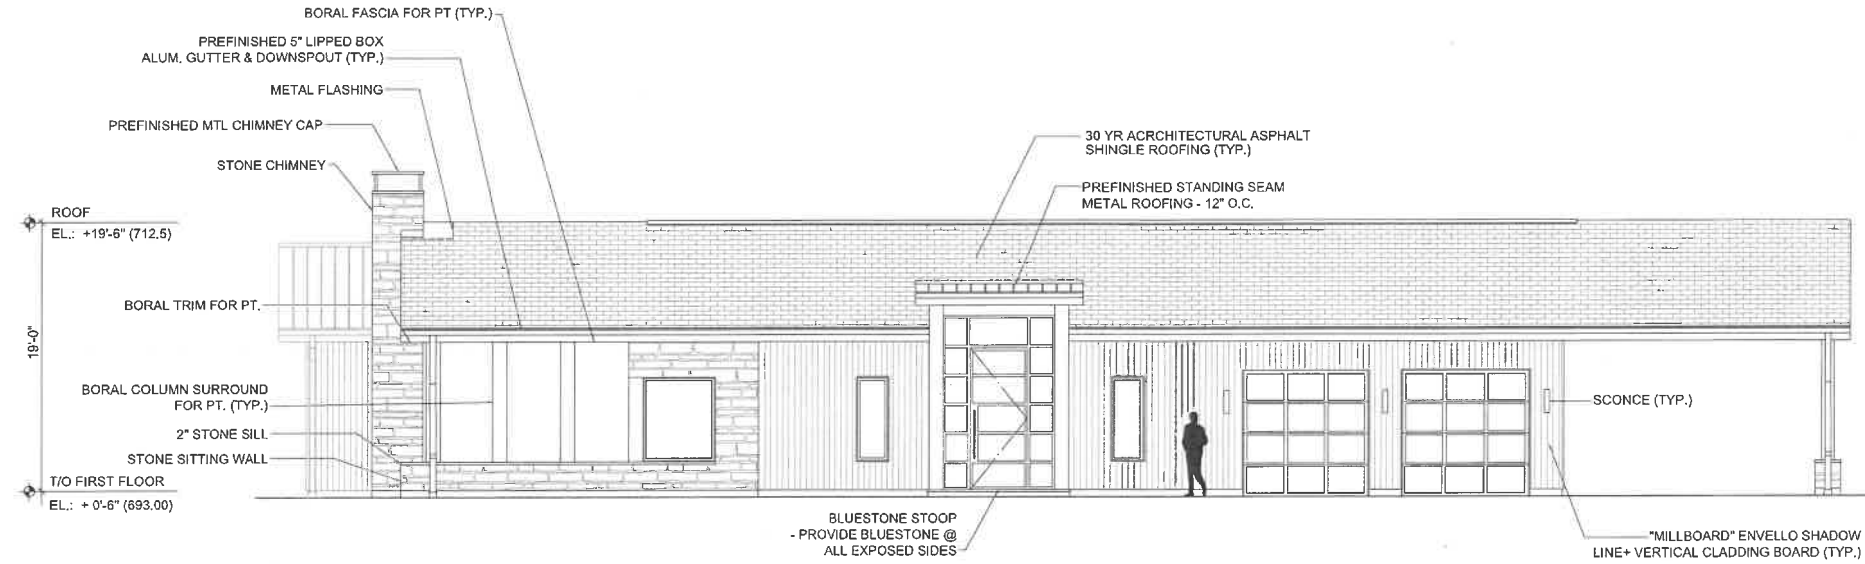 BORAL FASCIA FOR PT (TYP.)
PREFINISHED 5" LIPPED BOX
ALUM. GUTTER & DOWNSPOUT (TYP.)
METAL FLASHING
PREFINISHED MTL CHIMNEY CAP
STONE CHIMNEY
ROOF
EL.: +19'-6" (712.5)
19'-0"
BORAL TRIM FOR PT.
BORAL COLUMN SURROUND
FOR PT. (TYP.)
2" STONE SILL
STONE SITTING WALL
T/O FIRST FLOOR
EL.: + 0'-6" (693.00)
30 YR ACRCHITECTURAL ASPHALT
SHINGLE ROOFING (TYP.)
PREFINISHED STANDING SEAM
METAL ROOFING - 12" O.C.
SCONCE (TYP.)
BLUESTONE STOOP
- PROVIDE BLUESTONE @
ALL EXPOSED SIDES
"MILLBOARD" ENVELLO SHADOW
LINE+ VERTICAL CLADDING BOARD (TYP.)